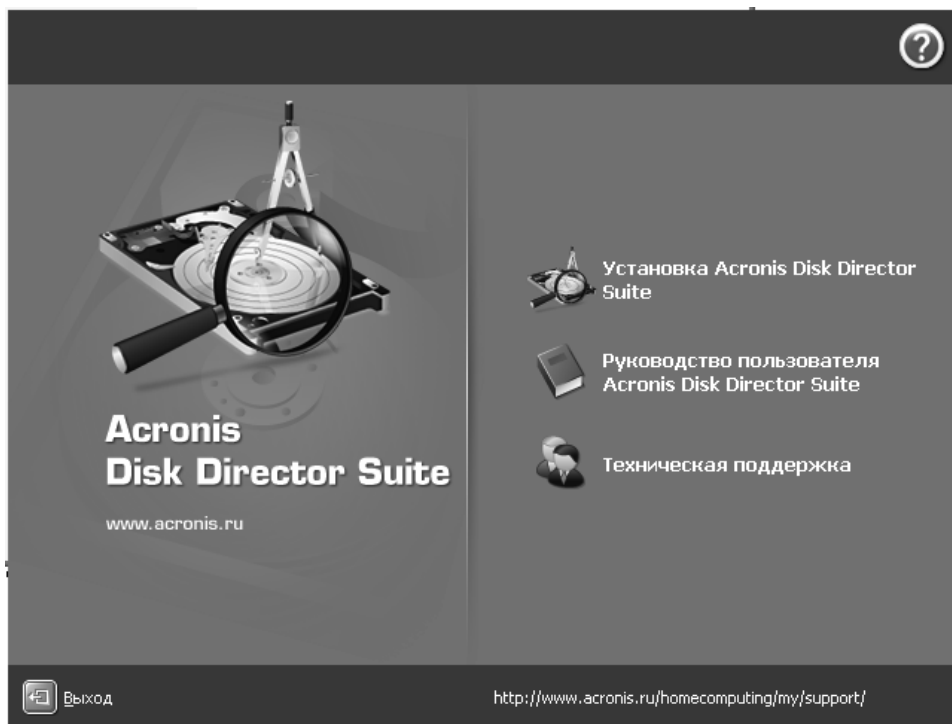 ?
Установка Acronis Disk Director
Suite
Руководство пользователя
Acronis Disk Director Suite
Техническая поддержка
Acronis
Disk Director Suite
www.acronis.ru
Выход
http://www.acronis.ru/homecomputing/my/support/